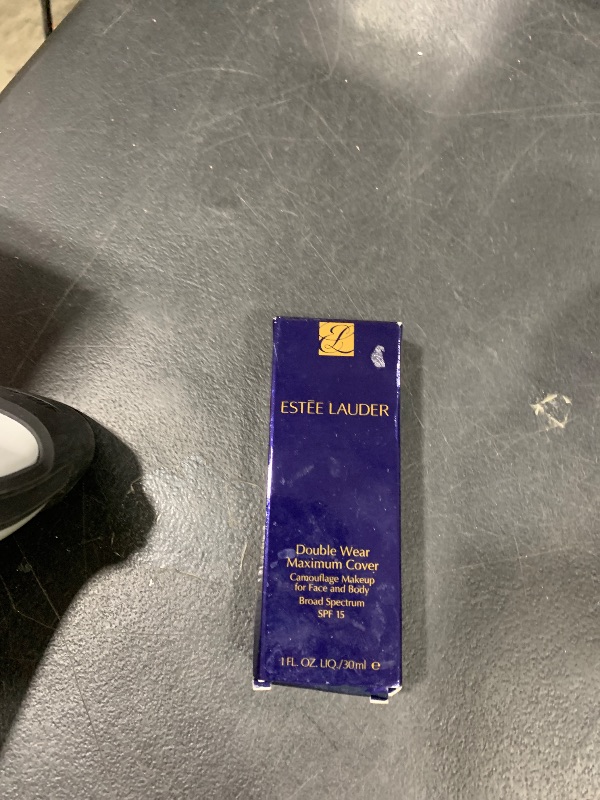 ESTĒE LAUDER
Double Wear
Maximum Cover
Camouflage Makeup
for Face and Body
Broad Spectrum
SPF 15
1 FL. OZ. LIQ./30ml ℮